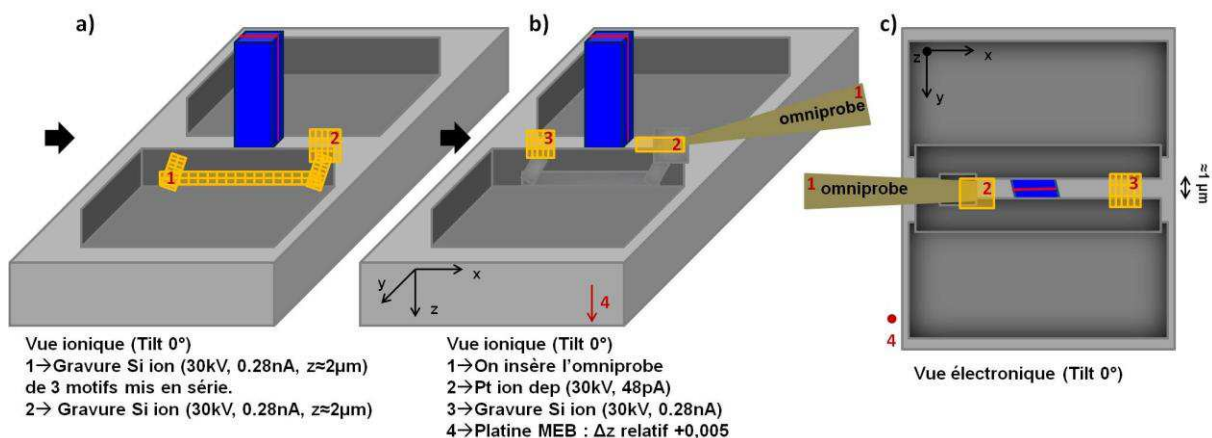 a)
2
1
Vue ionique (Tilt 0°)
1→Gravure Si ion (30kV, 0.28nA, z≈2μm)
de 3 motifs mis en série.
2→ Gravure Si ion (30kV, 0.28nA, z≈2μm)
b)
1
omniprobe
3
2
x
y
z
4
Vue ionique (Tilt 0°)
1→On insère l'omniprobe
2→Pt ion dep (30kV, 48pA)
3→Gravure Si ion (30kV, 0.28nA)
4→Platine MEB : Δz relatif +0,005
c)
z
x
y
1
omniprobe
2
3
≈1 μm
4
Vue électronique (Tilt 0°)